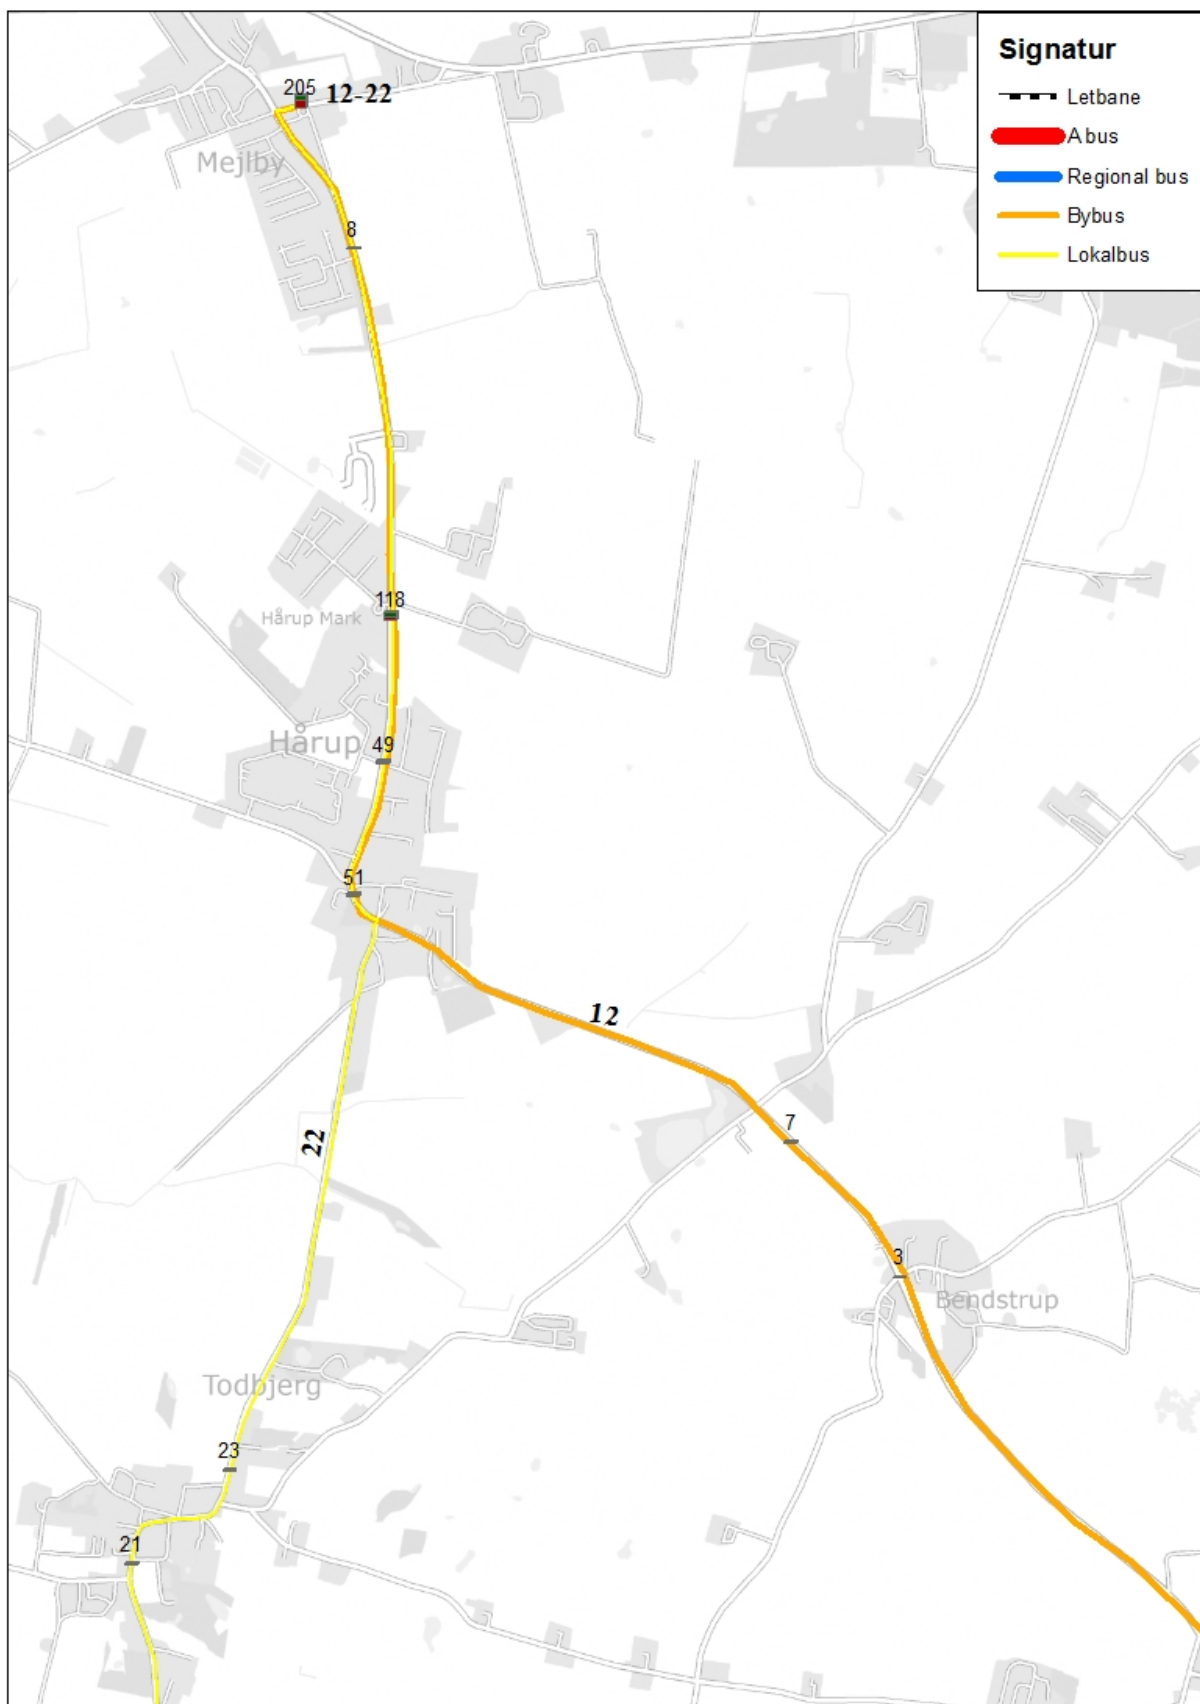 Signatur
Letbane
A bus
Regional bus
Bybus
Lokalbus
205 12-22
Mejlby
8
118
Hårup Mark
Hårup
49
51
12
22
7
3
Bendstrup
Todbjerg
23
21